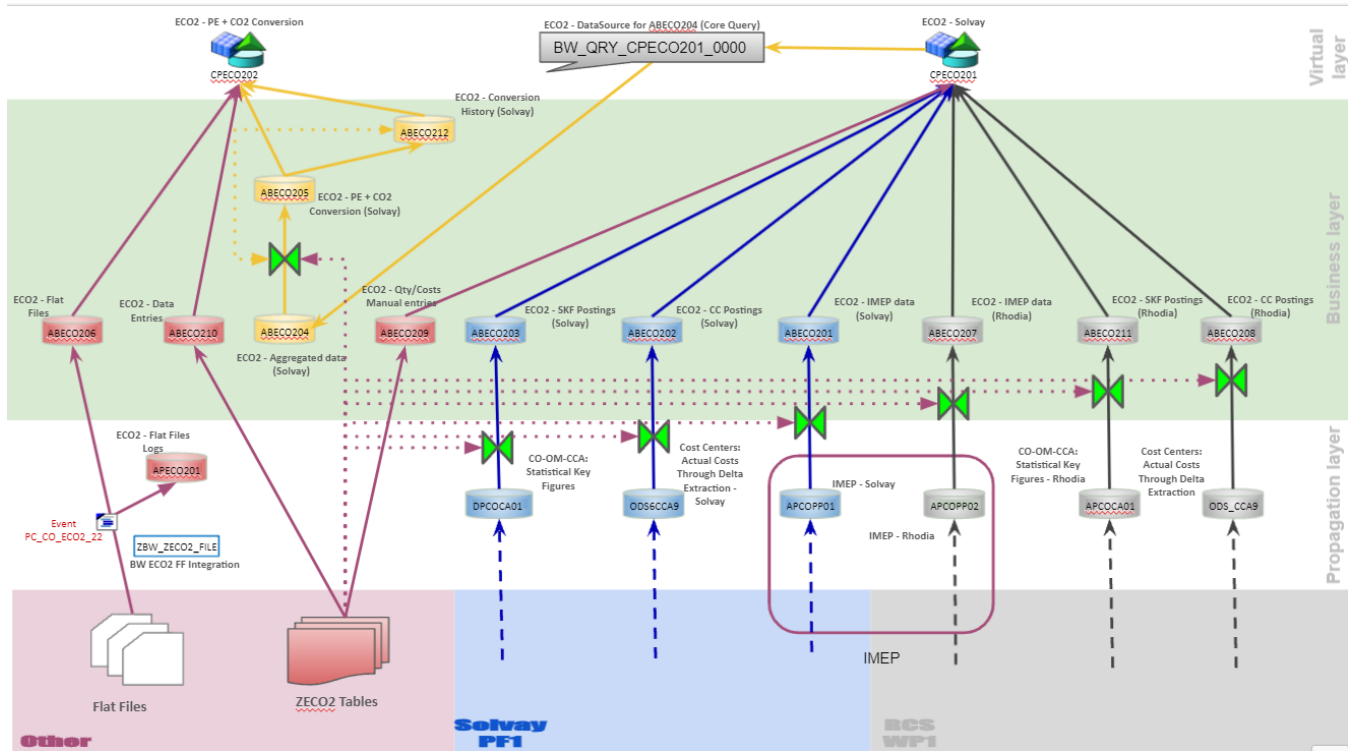 ECO2 - PE + CO2 Conversion
CPECO202
ECO2 - DataSource for ABECO204 (Core Query)
BW_QRY_CPECO201_0000
ECO2 - Solvay
CPECO201
Virtual
layer
ECO2 - Conversion
History (Solvay)
ABECO212
ABECO205
ECO2 - PE + CO2
Conversion (Solvay)
Business layer
ECO2 - Flat
Files
ABECO206
ECO2 - Data
Entries
ABECO210
ABECO204
ECO2 - Aggregated data
(Solvay)
ECO2 - Qty/Costs
Manual entries
ABECO209
ECO2 - SKF Postings
(Solvay)
ABECO203
ECO2 - CC Postings
(Solvay)
ABECO202
ECO2 - IMEP data
(Solvay)
ABECO201
ECO2 - IMEP data
(Rhodia)
ABECO207
ECO2 - SKF Postings
(Rhodia)
ABECO211
ECO2 - CC Postings
(Rhodia)
ABECO208
Propagation layer
ECO2 - Flat Files
Logs
APECO201
Event
PC_CO_ECO2_22
ZBW_ZECO2_FILE
BW ECO2 FF Integration
CO-OM-CCA:
Statistical Key
Figures
DPCOCA01
Cost Centers:
Actual Costs
Through Delta
Extraction -
Solvay
ODS6CCA9
IMEP - Solvay
APCOPP01
APCOPP02
IMEP - Rhodia
CO-OM-CCA:
Statistical Key
Figures - Rhodia
APCOCA01
Cost Centers:
Actual Costs
Through Delta
Extraction
ODS_CCA9
IMEP
Flat Files
ZECO2 Tables
Other
Solvay
PF1
RCS
WP1